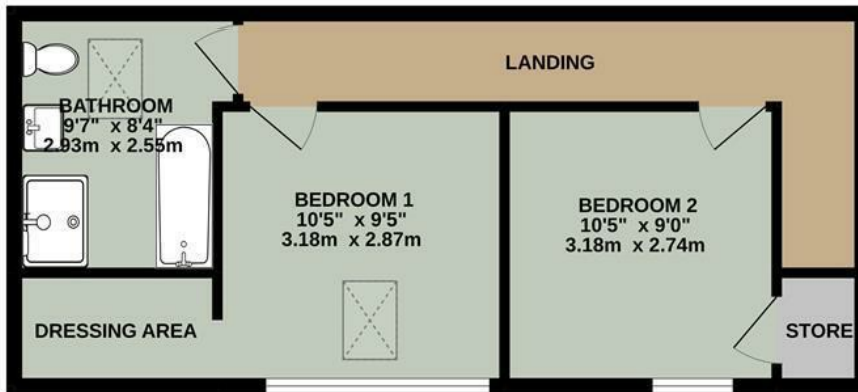 LANDING
BATHROOM
9'7" x 8'4"
2.93m x 2.55m
BEDROOM 1
10'5" x 9'5"
3.18m x 2.87m
BEDROOM 2
10'5" x 9'0"
3.18m x 2.74m
DRESSING AREA
STORE